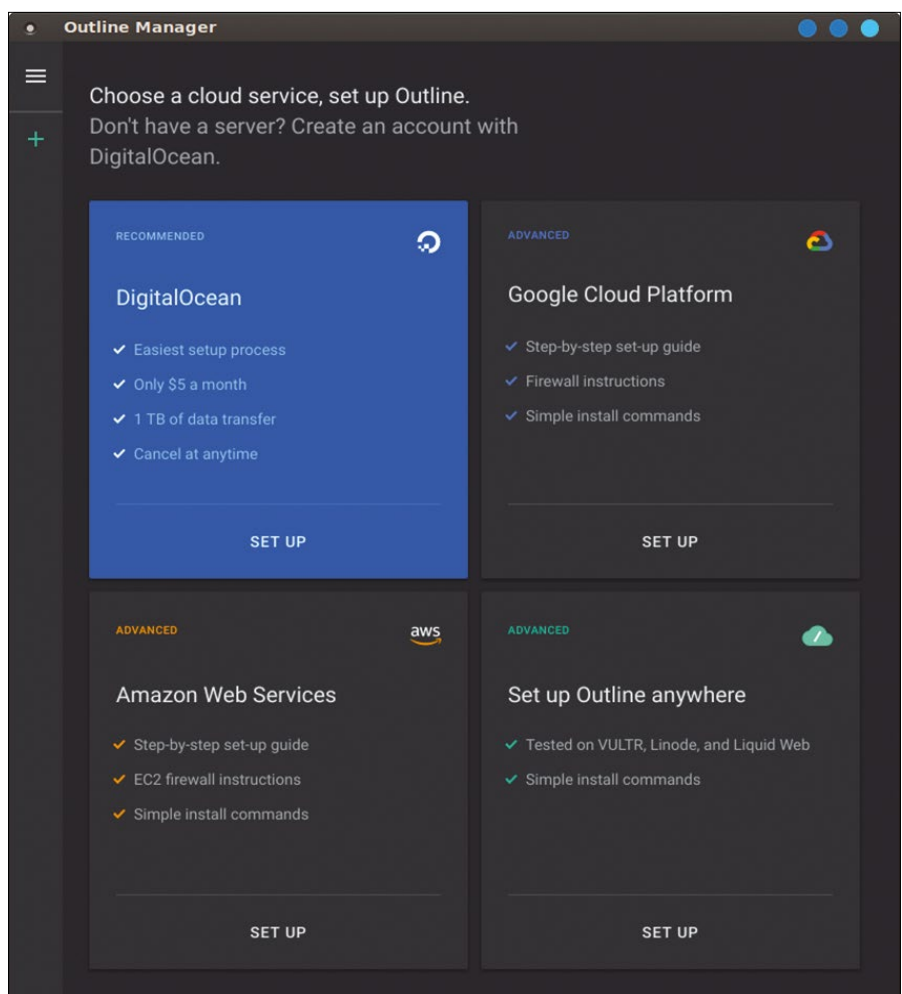 Outline Manager
Choose a cloud service, set up Outline.
Don't have a server? Create an account with
DigitalOcean.
RECOMMENDED
DigitalOcean
Easiest setup process
Only $5 a month
1 TB of data transfer
Cancel at anytime
SET UP
ADVANCED
Google Cloud Platform
Step-by-step set-up guide
Firewall instructions
Simple install commands
SET UP
ADVANCED
aws
Amazon Web Services
Step-by-step set-up guide
EC2 firewall instructions
Simple install commands
SET UP
ADVANCED
Set up Outline anywhere
Tested on VULTR, Linode, and Liquid Web
Simple install commands
SET UP